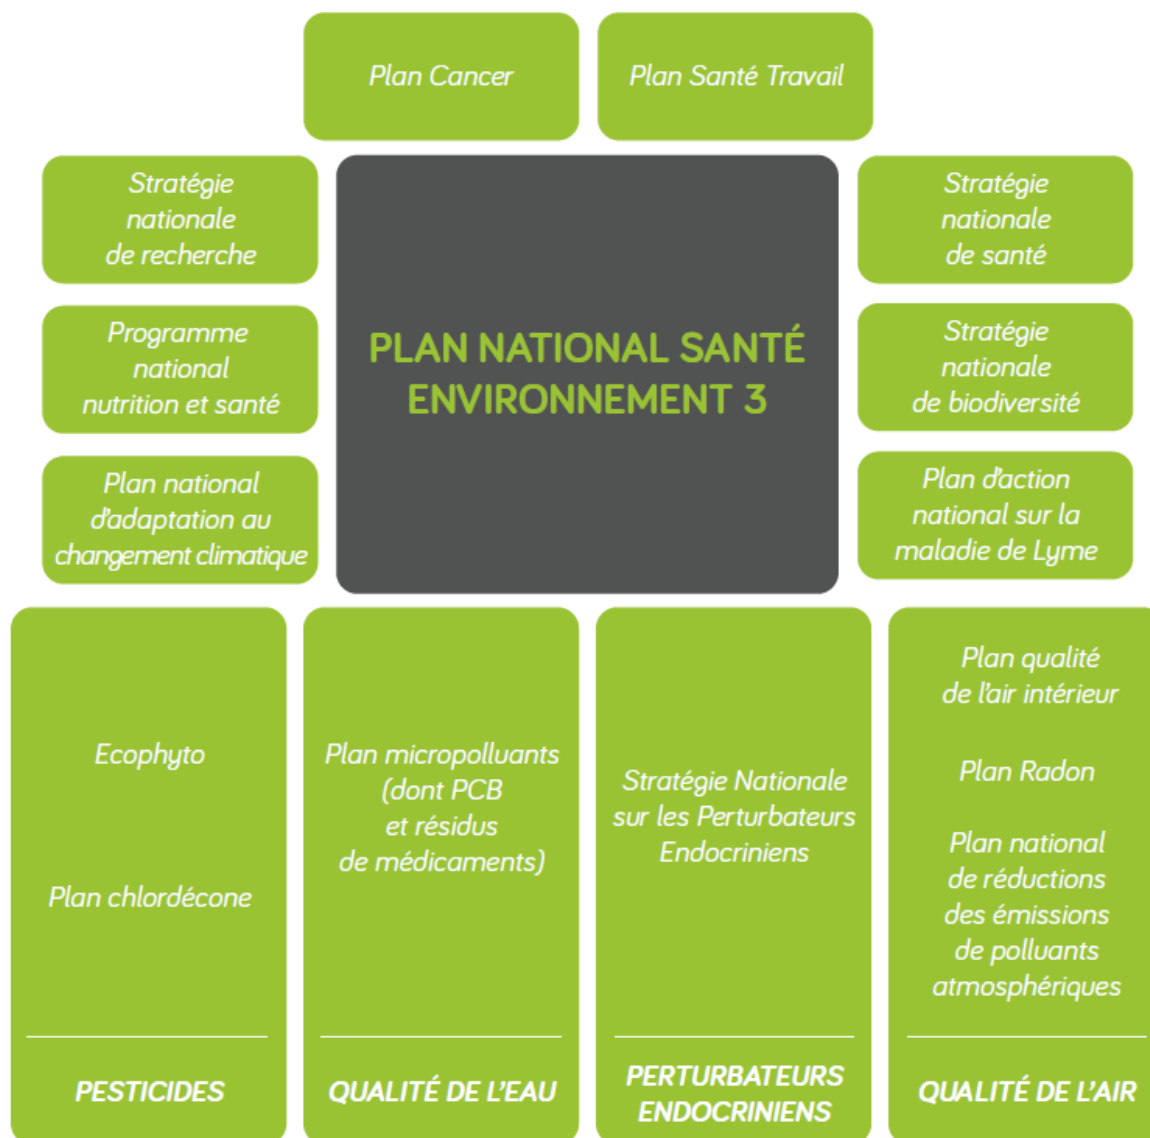 Plan Cancer
Plan Santé Travail
Stratégie
nationale
de recherche
Programme
national
nutrition et santé
Plan national
d'adaptation au
changement climatique
PLAN NATIONAL SANTÉ
ENVIRONNEMENT 3
Stratégie
nationale
de santé
Stratégie
nationale
de biodiversité
Plan d'action
national sur la
maladie de Lyme
Ecophyto
Plan chlordécone
PESTICIDES
Plan micropolluants
(dont PCB
et résidus
de médicaments)
QUALITÉ DE L'EAU
Stratégie Nationale
sur les Perturbateurs
Endocriniens
PERTURBATEURS
ENDOCRINIENS
Plan qualité
de l'air intérieur
Plan Radon
Plan national
de réductions
des émissions
de polluants
atmosphériques
QUALITÉ DE L'AIR